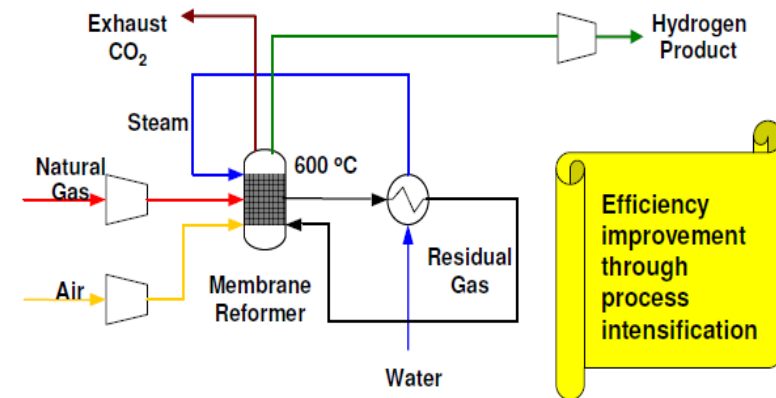 Exhaust
CO2
Hydrogen
Product
Steam
Natural
Gas
600 ºC
Air
Membrane
Reformer
Residual
Gas
Water
Efficiency
improvement
through
process
intensification